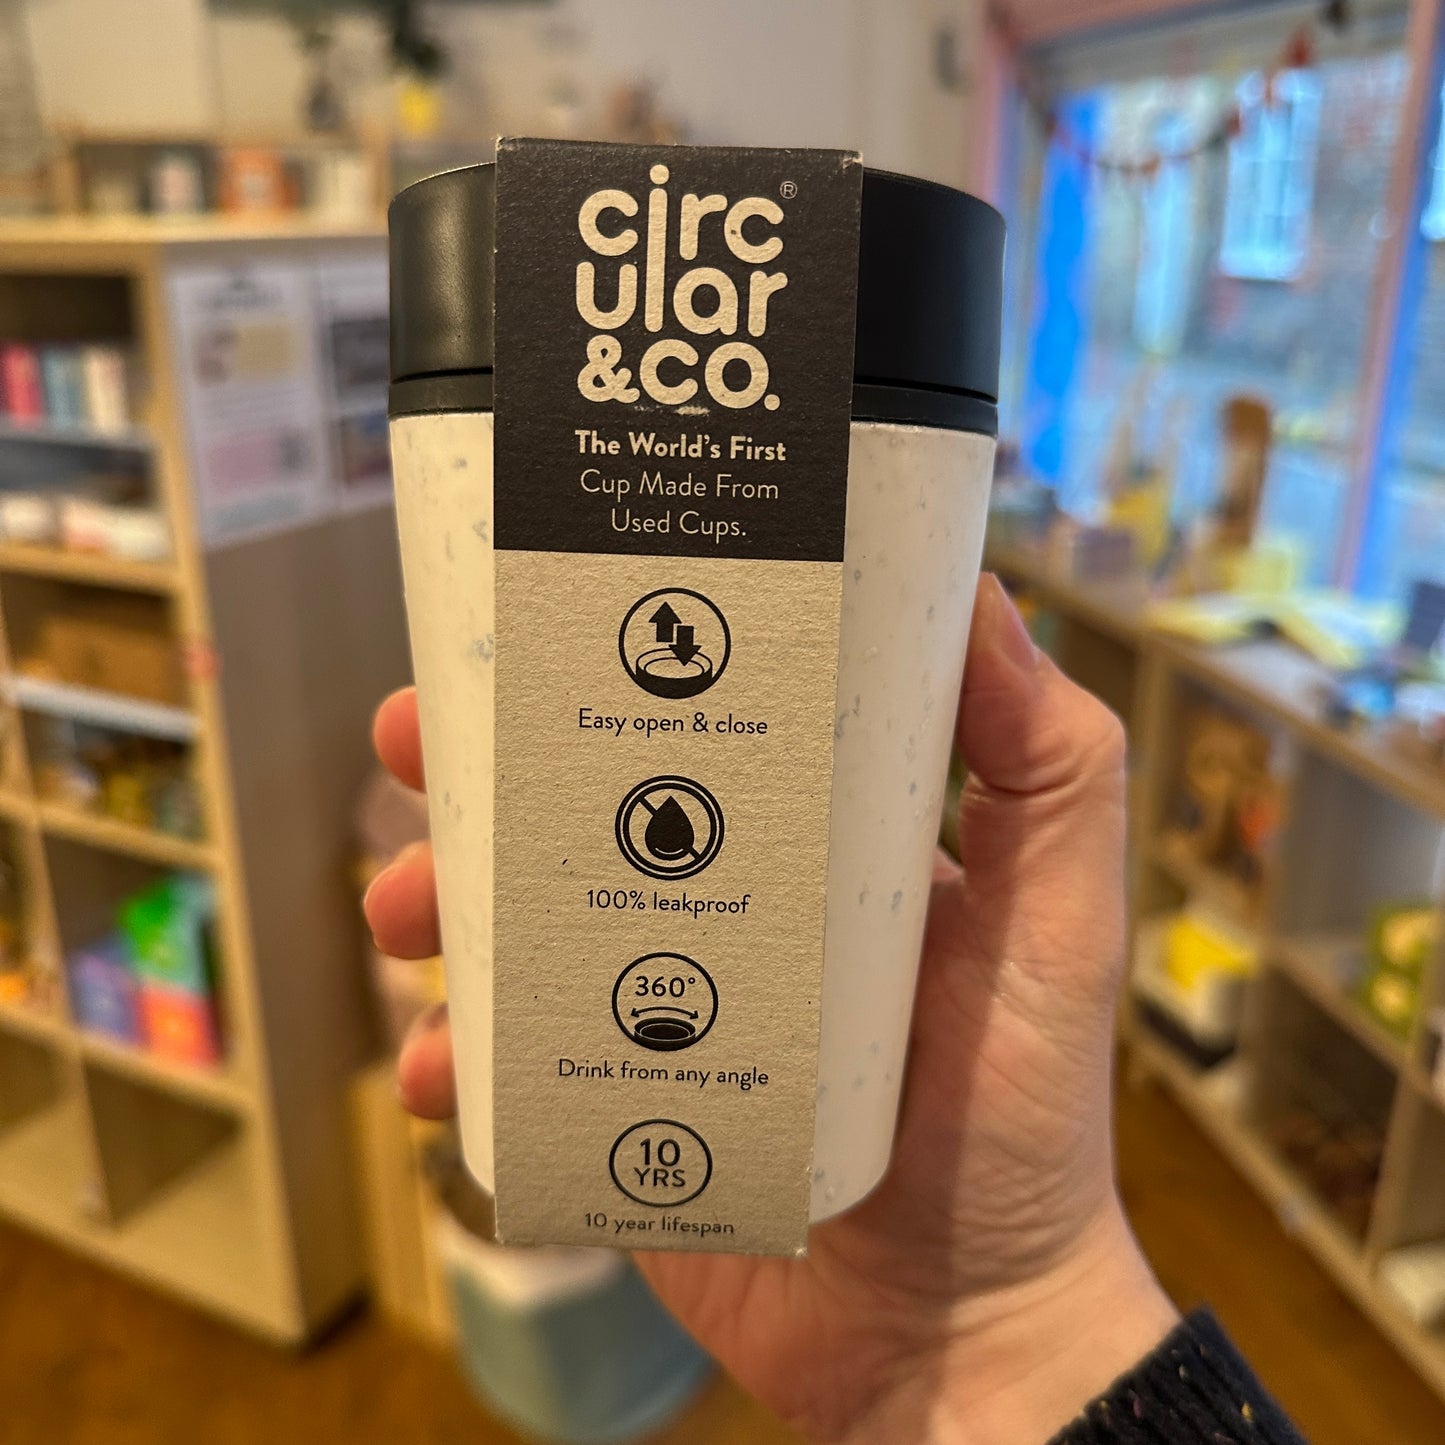 circ®
ular
&co.
The World's First
Cup Made From
Used Cups.
Easy open & close
100% leakproof
360°
Drink from any angle
10
YRS
10 year lifespan